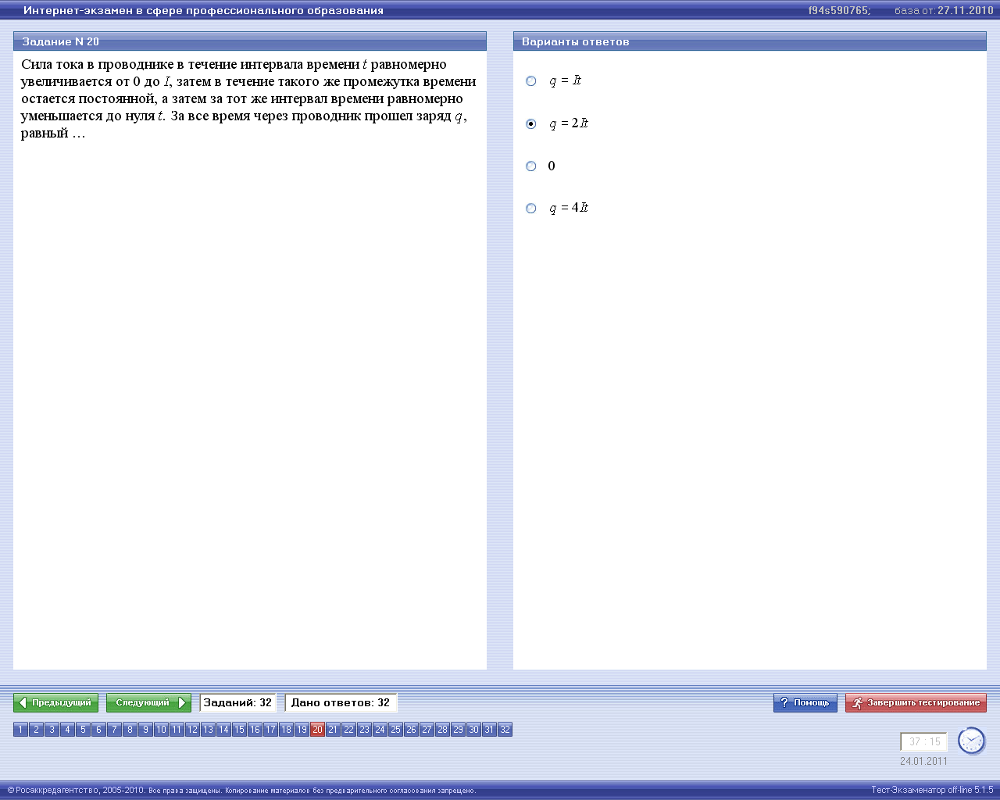 Интернет-экзамен в сфере профессионального образования
f94s590765; база от: 27.11.2010
Задание N 20
Сила тока в проводнике в течение интервала времени t равномерно
увеличивается от 0 до I, затем в течение такого же промежутка времени
остается постоянной, а затем за тот же интервал времени равномерно
уменьшается до нуля t. За все время через проводник прошел заряд q,
равный …
Варианты ответов
q = It
q = 2It
0
q = 4It
Предыдущий Следующий Заданий: 32 Дано ответов: 32 Помощь Завершить тестирование
1 2 3 4 5 6 7 8 9 10 11 12 13 14 15 16 17 18 19 20 21 22 23 24 25 26 27 28 29 30 31 32
37 : 15
24.01.2011
© Росаккредагентство, 2005-2010. Все права защищены. Копирование материалов без предварительного согласования запрещено.
Тест-Экзаменатор off-line 5.1.5